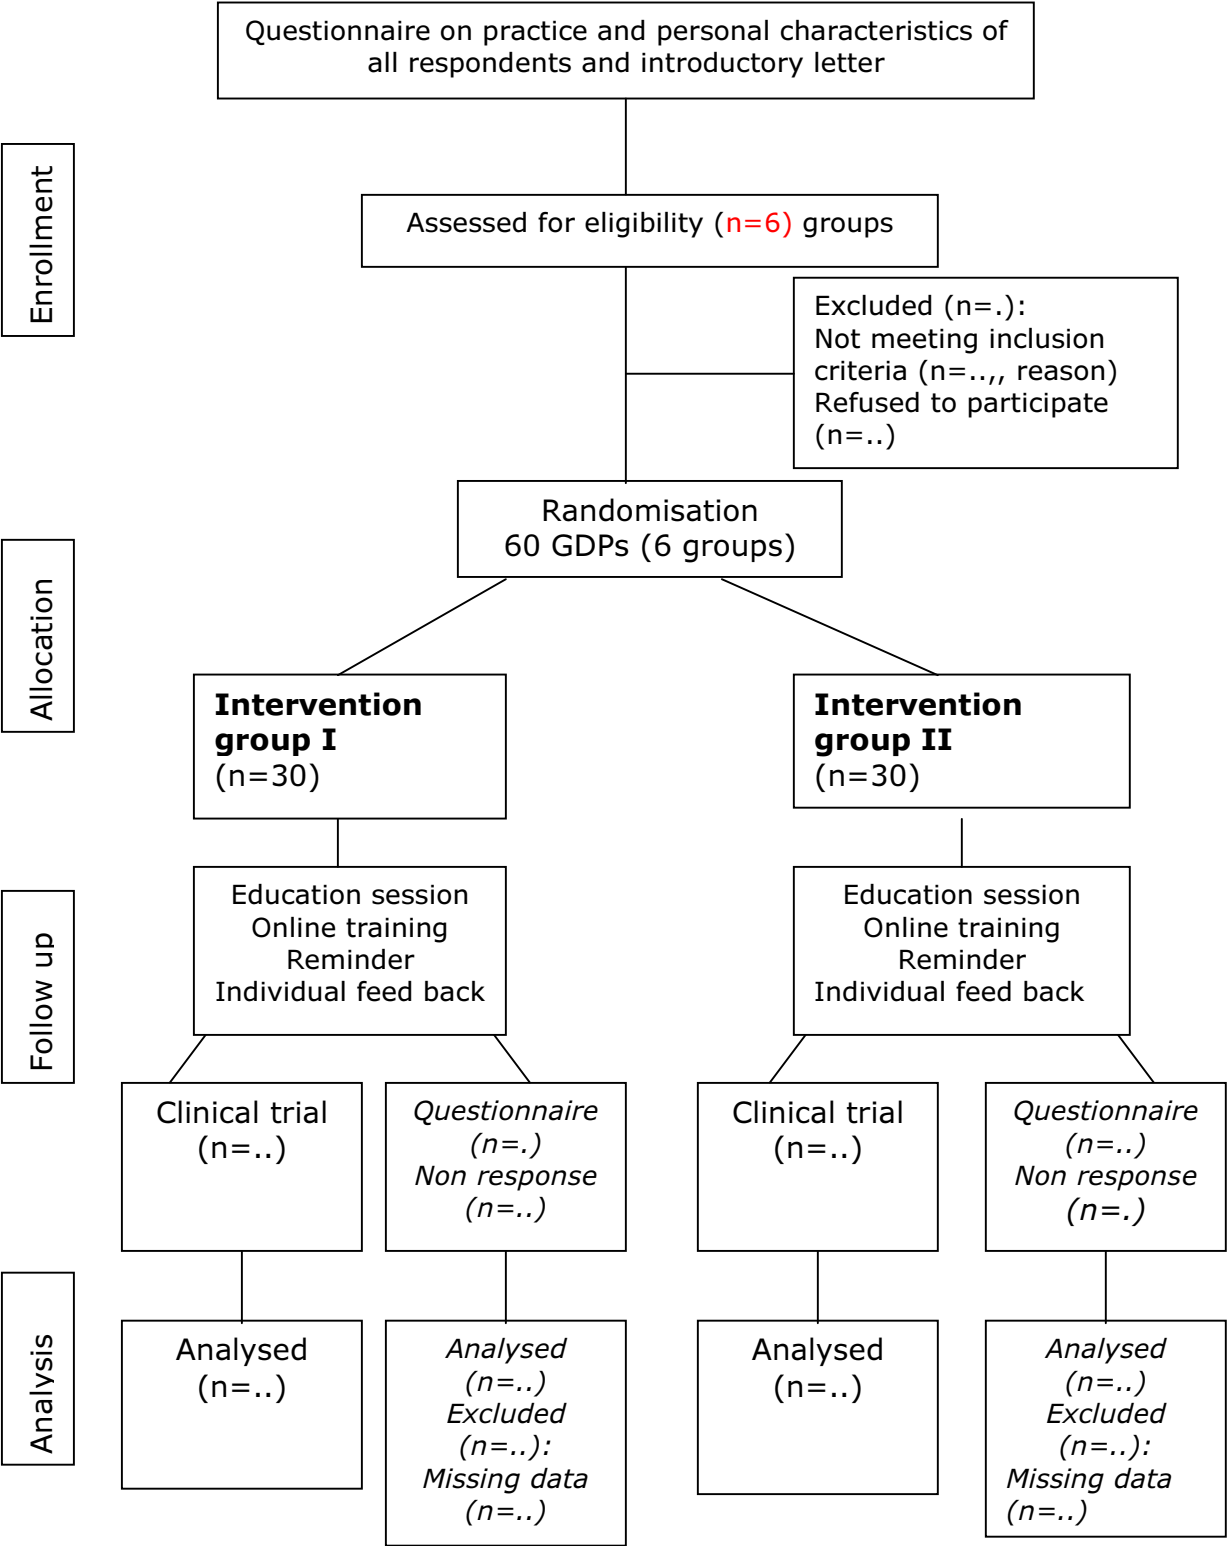 Questionnaire on practice and personal characteristics of
all respondents and introductory letter
Enrollment
Assessed for eligibility (n=6) groups
Excluded (n=.):
Not meeting inclusion
criteria (n=..,, reason)
Refused to participate
(n=..)
Randomisation
60 GDPs (6 groups)
Allocation
Intervention
group I
(n=30)
Intervention
group II
(n=30)
Follow up
Education session
Online training
Reminder
Individual feed back
Education session
Online training
Reminder
Individual feed back
Clinical trial
(n=..)
Questionnaire
(n=.)
Non response
(n=..)
Clinical trial
(n=..)
Questionnaire
(n=..)
Non response
(n=.)
Analysis
Analysed
(n=..)
Analysed
(n=..)
Excluded
(n=..):
Missing data
(n=..)
Analysed
(n=..)
Analysed
(n=..)
Excluded
(n=..):
Missing data
(n=..)